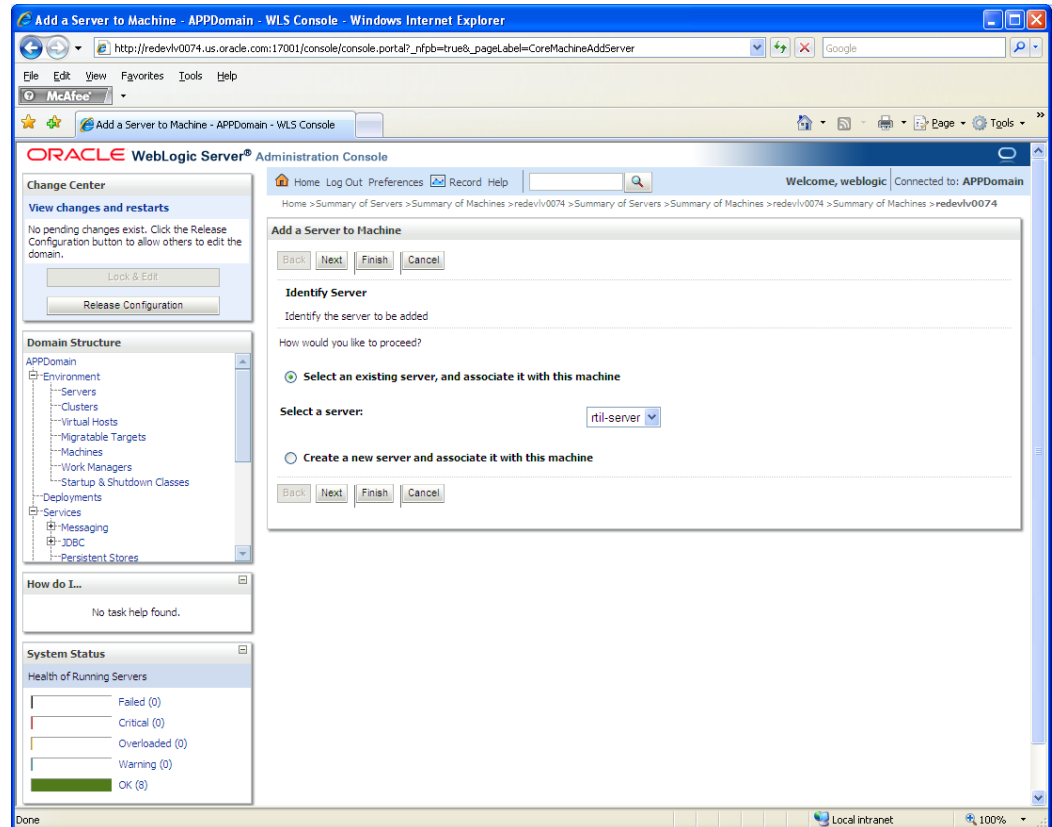 Add a Server to Machine - APPDomain - WLS Console - Windows Internet Explorer
http://redevlv0074.us.oracle.com:17001/console/console.portal?_nfpb=true&_pageLabel=CoreMachineAddServer
Google
File Edit View Favorites Tools Help
McAfee
Add a Server to Machine - APPDomain - WLS Console
Page Tools
ORACLE WebLogic Server® Administration Console
Change Center
View changes and restarts
No pending changes exist. Click the Release
Configuration button to allow others to edit the
domain.
Lock & Edit
Release Configuration
Domain Structure
APPDomain
Environment
Servers
Clusters
Virtual Hosts
Migratable Targets
Machines
Work Managers
Startup & Shutdown Classes
Deployments
Services
Messaging
JDBC
Persistent Stores
How do I...
No task help found.
System Status
Health of Running Servers
Failed (0)
Critical (0)
Overloaded (0)
Warning (0)
OK (8)
Home Log Out Preferences Record Help
Welcome, weblogic Connected to: APPDomain
Home >Summary of Servers >Summary of Machines >redevlv0074 >Summary of Servers >Summary of Machines >redevlv0074 >Summary of Machines >redevlv0074
Add a Server to Machine
Back Next Finish Cancel
Identify Server
Identify the server to be added
How would you like to proceed?
Select an existing server, and associate it with this machine
Select a server: rtil-server
Create a new server and associate it with this machine
Back Next Finish Cancel
Done Local intranet 100%